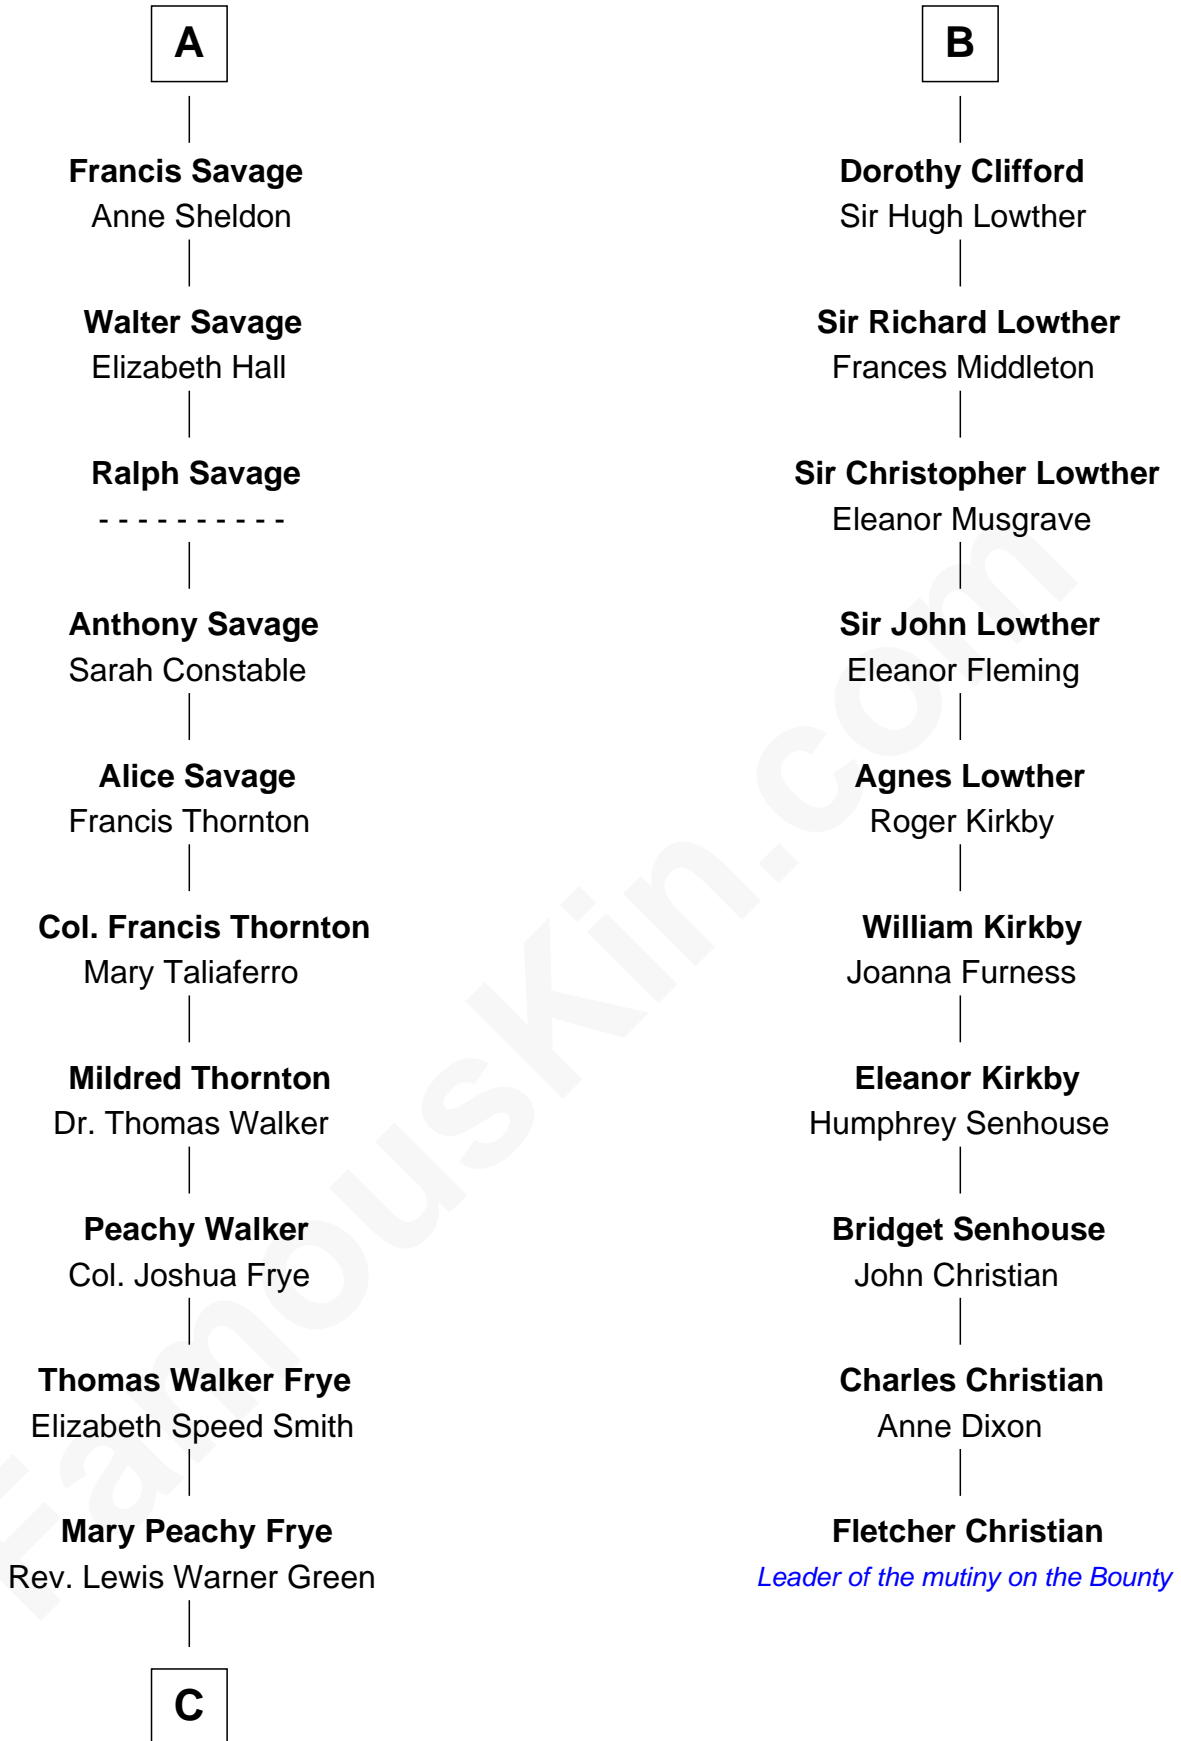 A
Francis Savage
Anne Sheldon
Walter Savage
Elizabeth Hall
Ralph Savage
- - - - - - - - - -
Anthony Savage
Sarah Constable
Alice Savage
Francis Thornton
Col. Francis Thornton
Mary Taliaferro
Mildred Thornton
Dr. Thomas Walker
Peachy Walker
Col. Joshua Frye
Thomas Walker Frye
Elizabeth Speed Smith
Mary Peachy Frye
Rev. Lewis Warner Green
C
B
Dorothy Clifford
Sir Hugh Lowther
Sir Richard Lowther
Frances Middleton
Sir Christopher Lowther
Eleanor Musgrave
Sir John Lowther
Eleanor Fleming
Agnes Lowther
Roger Kirkby
William Kirkby
Joanna Furness
Eleanor Kirkby
Humphrey Senhouse
Bridget Senhouse
John Christian
Charles Christian
Anne Dixon
Fletcher Christian
Leader of the mutiny on the Bounty
FamousKin.com